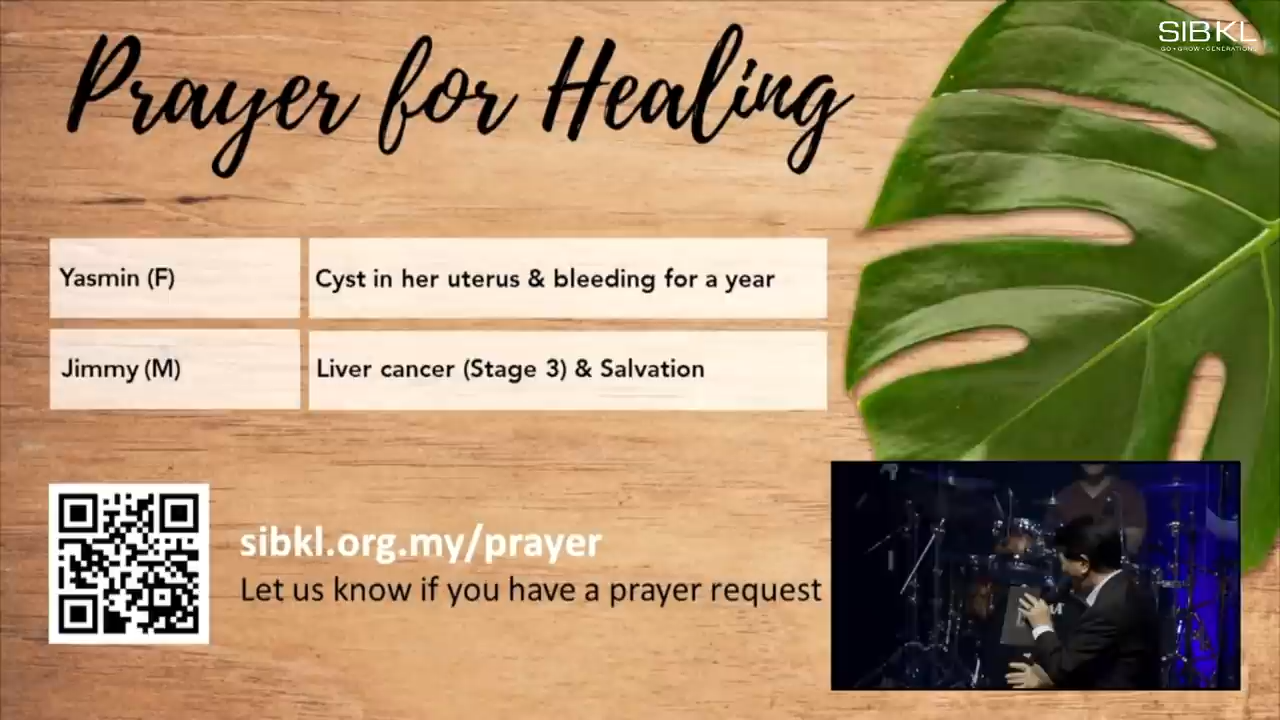 SIBKL
GO • GROW • GENERATIONS
Prayer for Healing
Yasmin (F)
Cyst in her uterus & bleeding for a year
Jimmy (M)
Liver cancer (Stage 3) & Salvation
sibkl.org.my/prayer
Let us know if you have a prayer request